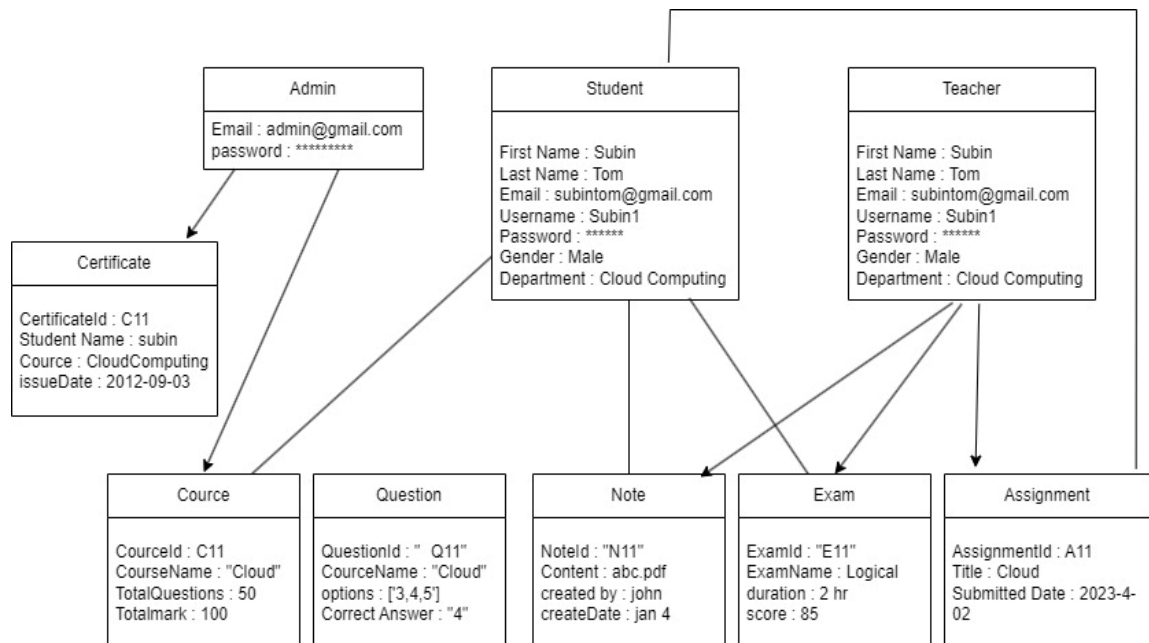 Admin
Email : admin@gmail.com
password : *********
Student
First Name : Subin
Last Name : Tom
Email : subintom@gmail.com
Username : Subin1
Password : ******
Gender : Male
Department : Cloud Computing
Teacher
First Name : Subin
Last Name : Tom
Email : subintom@gmail.com
Username : Subin1
Password : ******
Gender : Male
Department : Cloud Computing
Certificate
CertificateId : C11
Student Name : subin
Cource : CloudComputing
issueDate : 2012-09-03
Cource
CourceId : C11
CourseName : "Cloud"
TotalQuestions : 50
Totalmark : 100
Question
QuestionId : "  Q11"
CourceName : "Cloud"
options : ['3,4,5']
Correct Answer : "4"
Note
NoteId : "N11"
Content : abc.pdf
created by : john
createDate : jan 4
Exam
ExamId : "E11"
ExamName : Logical
duration : 2 hr
score : 85
Assignment
AssignmentId : A11
Title : Cloud
Submitted Date : 2023-4-
02